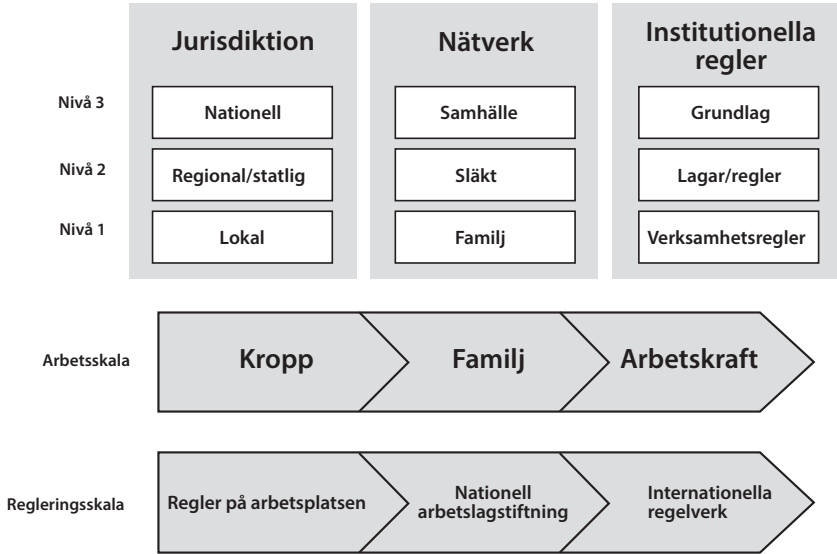 Jurisdiktion
Nätverk
Institutionella
regler
Nivå 3
Nationell
Samhälle
Grundlag
Nivå 2
Regional/statlig
Släkt
Lagar/regler
Nivå 1
Lokal
Familj
Verksamhetsregler
Arbetsskala
Kropp
Familj
Arbetskraft
Regleringsskala
Regler på arbetsplatsen
Nationell
arbetslagstiftning
Internationella
regelverk